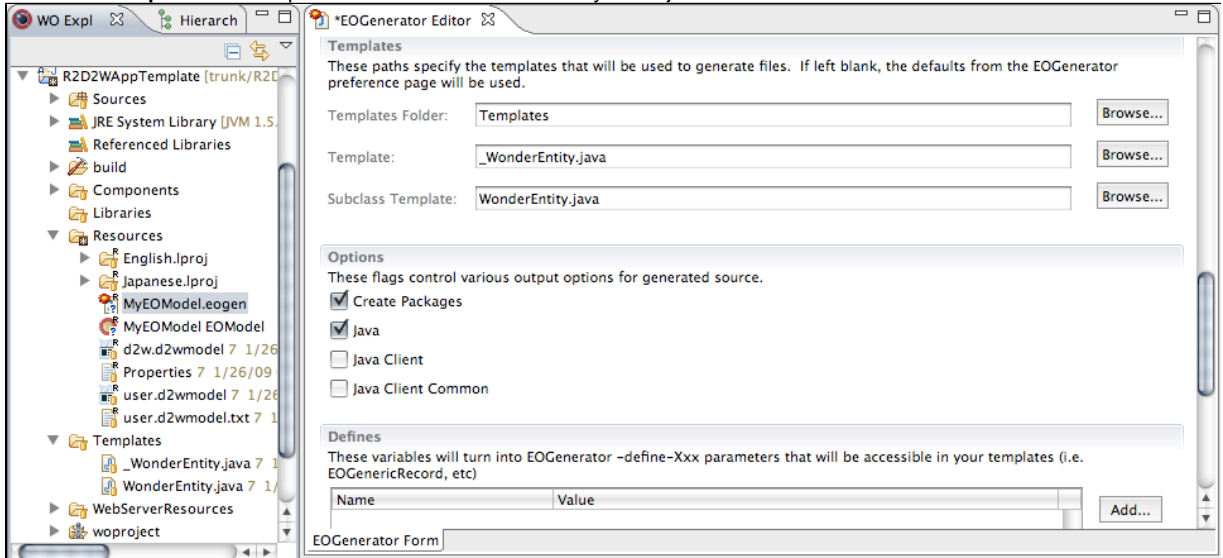 WO Expl
Hierarch
R2D2WAppTemplate [trunk/R2D
Sources
JRE System Library [JVM 1.5.
Referenced Libraries
build
Components
Libraries
Resources
English.lproj
Japanese.lproj
MyEOModel.eogen
MyEOModel EOModel
d2w.d2wmodel 7 1/26
Properties 7 1/26/09
user.d2wmodel 7 1/26
user.d2wmodel.txt 7 1
Templates
_WonderEntity.java 7 1
WonderEntity.java 7 1/
WebServerResources
woproject
*EOGenerator Editor
Templates
These paths specify the templates that will be used to generate files. If left blank, the defaults from the EOGenerator
preference page will be used.
Templates Folder: Templates Browse...
Template: _WonderEntity.java Browse...
Subclass Template: WonderEntity.java Browse...
Options
These flags control various output options for generated source.
Create Packages
Java
Java Client
Java Client Common
Defines
These variables will turn into EOGenerator -define-Xxx parameters that will be accessible in your templates (i.e.
EOGenericRecord, etc)
Name Value
Add...
EOGenerator Form